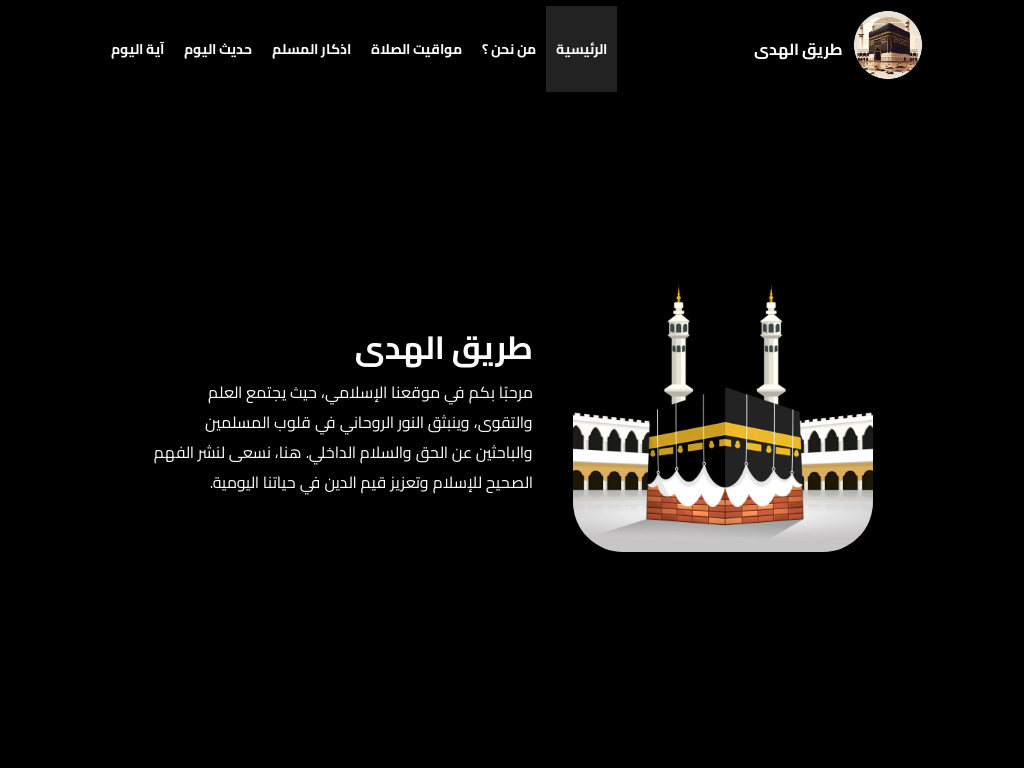 طريق الهدى
الرئيسية
من نحن ؟
مواقيت الصلاة
اذكار المسلم
حديث اليوم
آية اليوم
طريق الهدى
مرحبًا بكم في موقعنا الإسلامي، حيث يجتمع العلم
والتقوى، وينبثق النور الروحاني في قلوب المسلمين
والباحثين عن الحق والسلام الداخلي. هنا، نسعى لنشر الفهم
الصحيح للإسلام وتعزيز قيم الدين في حياتنا اليومية.